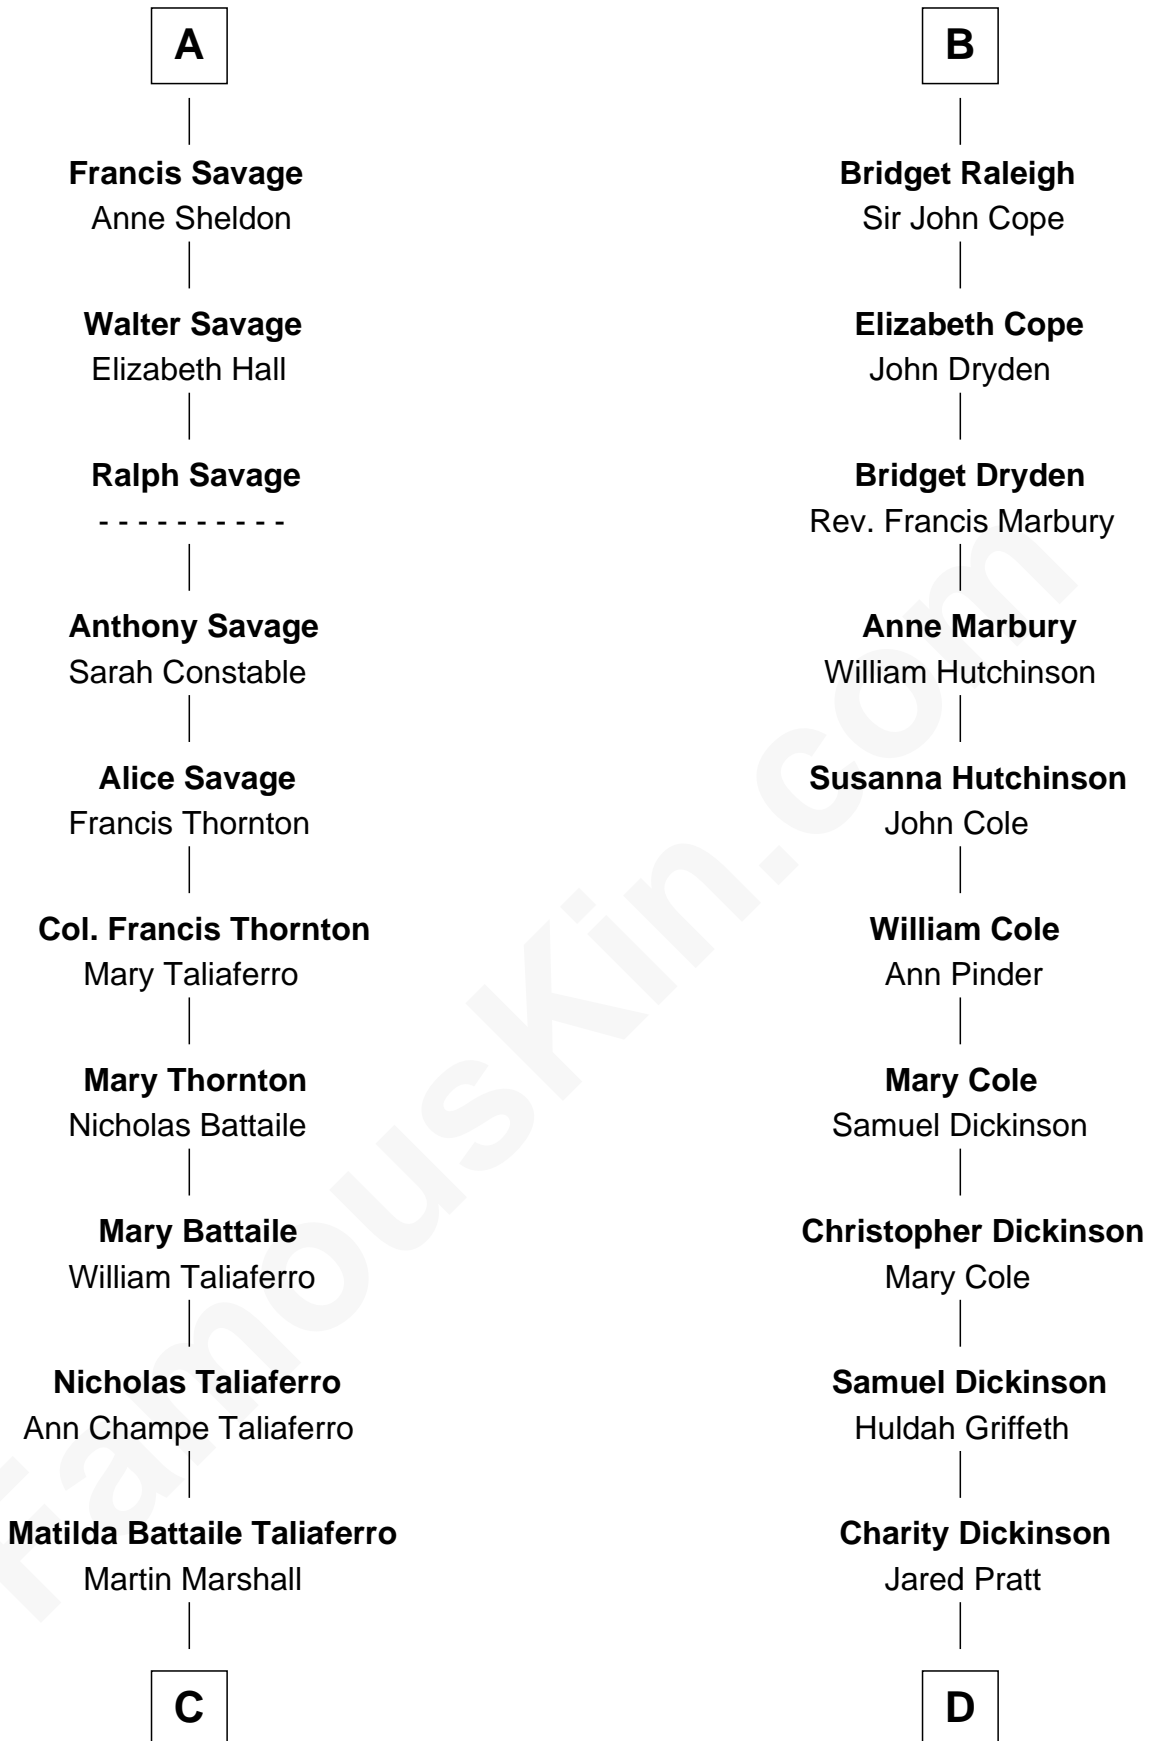 A
Francis Savage
Anne Sheldon
Walter Savage
Elizabeth Hall
Ralph Savage
- - - - - - - - - -
Anthony Savage
Sarah Constable
Alice Savage
Francis Thornton
Col. Francis Thornton
Mary Taliaferro
Mary Thornton
Nicholas Battaile
Mary Battaile
William Taliaferro
Nicholas Taliaferro
Ann Champe Taliaferro
Matilda Battaile Taliaferro
Martin Marshall
C
B
Bridget Raleigh
Sir John Cope
Elizabeth Cope
John Dryden
Bridget Dryden
Rev. Francis Marbury
Anne Marbury
William Hutchinson
Susanna Hutchinson
John Cole
William Cole
Ann Pinder
Mary Cole
Samuel Dickinson
Christopher Dickinson
Mary Cole
Samuel Dickinson
Huldah Griffeth
Charity Dickinson
Jared Pratt
D
FamousKin.com